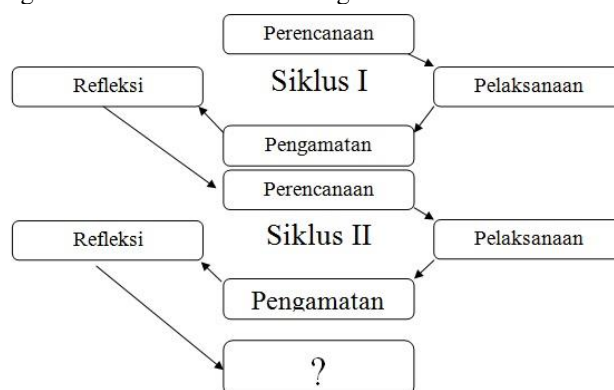 Perencanaan
Siklus I
Refleksi
Pelaksanaan
Pengamatan
Perencanaan
Siklus II
Refleksi
Pelaksanaan
Pengamatan
?